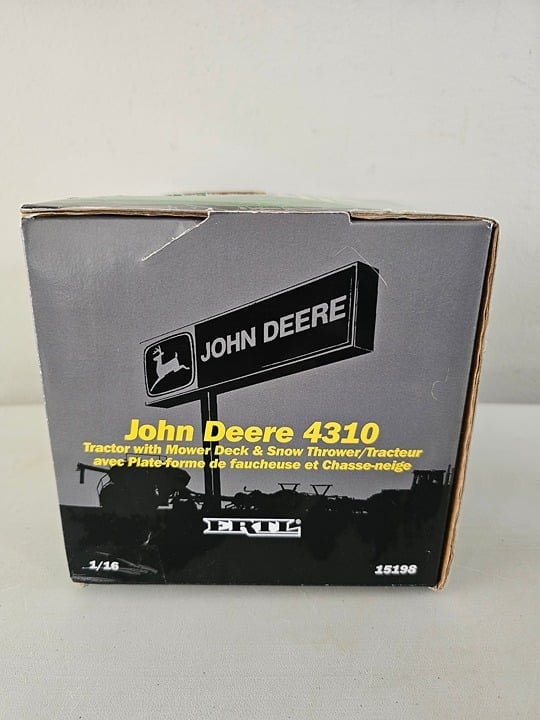 JOHN DEERE
John Deere 4310
Tractor with Mower Deck & Snow Thrower/Tracteur
avec Plate-forme de faucheuse et Chasse-neige
ERTL
1/16
15198